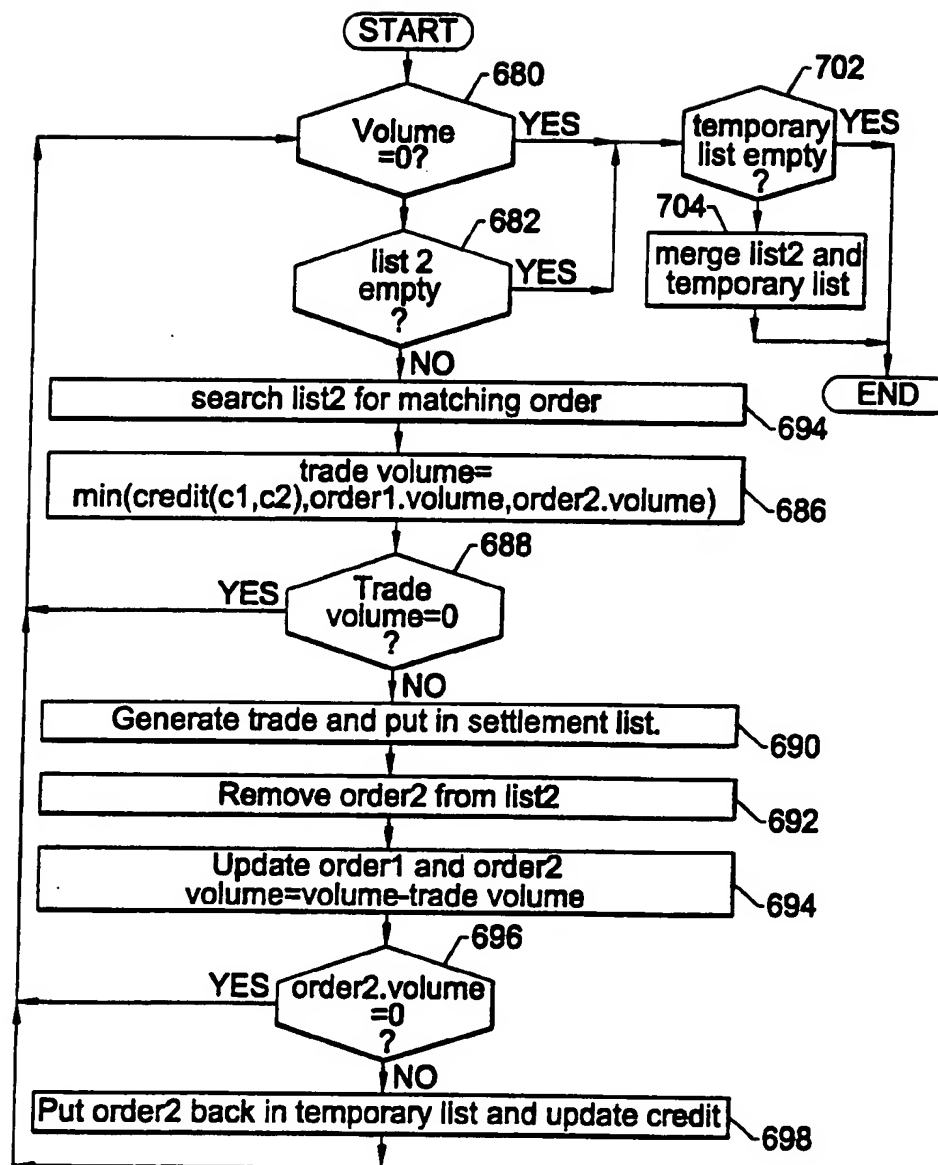 START
680
Volume
=0?
YES
702
temporary
list empty
?
YES
682
list 2
empty
?
YES
704
merge list2 and
temporary list
NO
END
search list2 for matching order
694
trade volume=
min(credit(c1,c2),order1.volume,order2.volume)
686
688
Trade
volume=0
?
YES
NO
Generate trade and put in settlement list.
690
Remove order2 from list2
692
Update order1 and order2
volume=volume-trade volume
694
696
order2.volume
=0
?
YES
NO
Put order2 back in temporary list and update credit
698